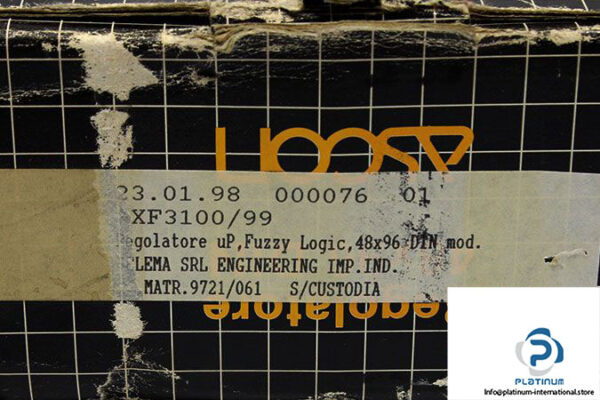 ascon
23.01.98 000076 01
XF3100/99
egolatore uP,Fuzzy Logic,48x96 DIN mod.
LEMA SRL ENGINEERING IMP.IND.
MATR.9721/061 S/CUSTODIA
egolatore
PLATINUM
Info@platinum-international.store